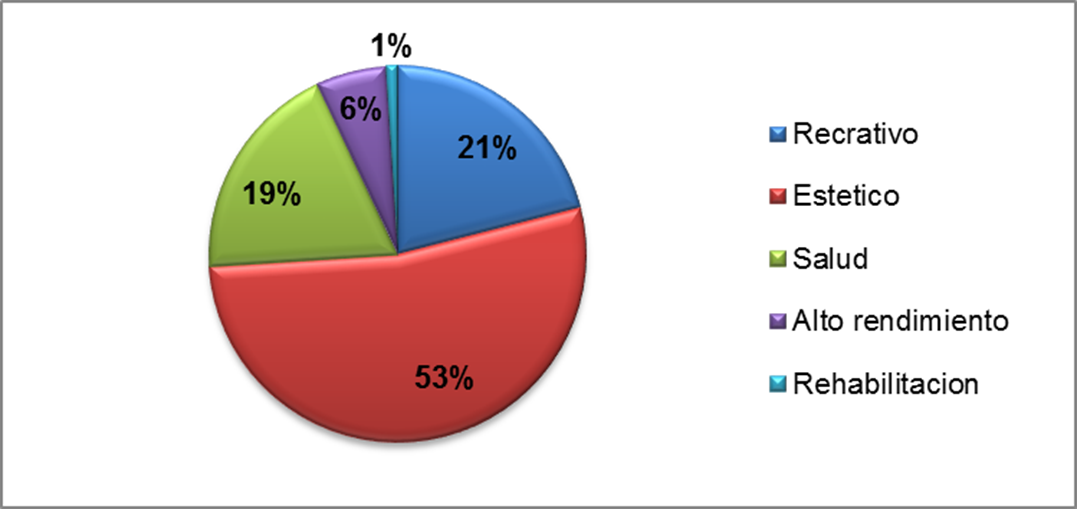 1%
6%
21%
19%
53%
Recrativo
Estetico
Salud
Alto rendimiento
Rehabilitacion